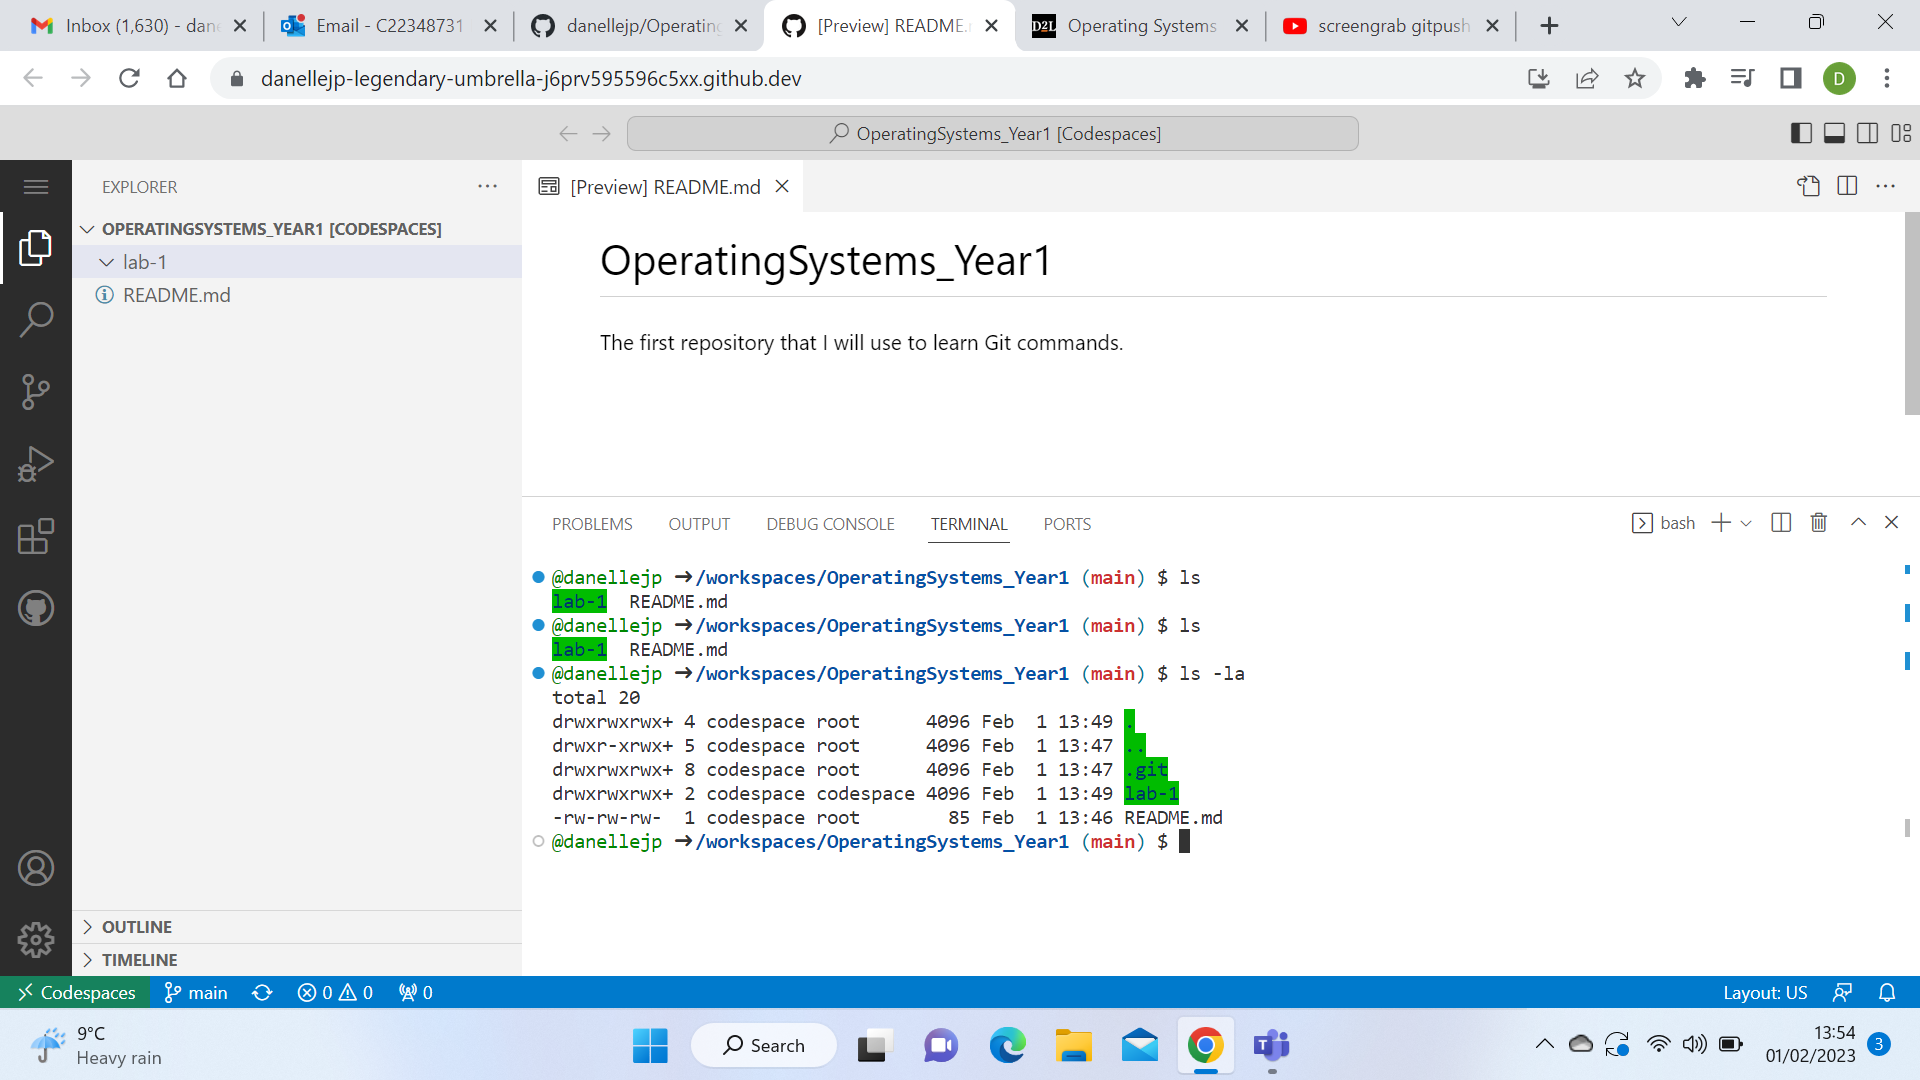 Inbox (1,630) - dane
Email - C22348731
danellejp/Operating
[Preview] README.
D2L
Operating Systems
screengrab gitpush
danellejp-legendary-umbrella-j6prv595596c5xx.github.dev
D
OperatingSystems_Year1 [Codespaces]
EXPLORER
[Preview] README.md
OPERATINGSYSTEMS_YEAR1 [CODESPACES]
lab-1
README.md
OperatingSystems_Year1
The first repository that I will use to learn Git commands.
PROBLEMS OUTPUT DEBUG CONSOLE TERMINAL PORTS
bash
@danellejp ➜/workspaces/OperatingSystems_Year1 (main) $ ls
lab-1  README.md
@danellejp ➜/workspaces/OperatingSystems_Year1 (main) $ ls
lab-1  README.md
@danellejp ➜/workspaces/OperatingSystems_Year1 (main) $ ls -la
total 20
drwxrwxrwx+ 4 codespace root      4096 Feb  1 13:49 .
drwxr-xrwx+ 5 codespace root      4096 Feb  1 13:47 ..
drwxrwxrwx+ 8 codespace root      4096 Feb  1 13:47 .git
drwxrwxrwx+ 2 codespace codespace 4096 Feb  1 13:49 lab-1
-rw-rw-rw-  1 codespace root        85 Feb  1 13:46 README.md
@danellejp ➜/workspaces/OperatingSystems_Year1 (main) $
OUTLINE
TIMELINE
Codespaces main 0 0 0
Layout: US
9°C
Heavy rain
Search
13:54
01/02/2023
3